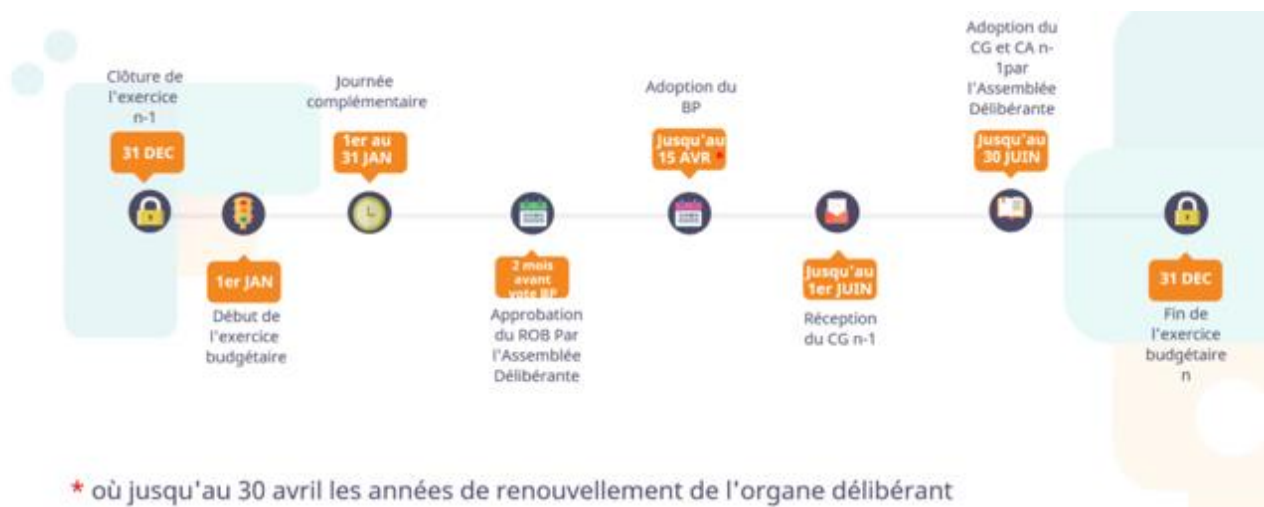 Clôture de
l'exercice
n-1
31 DEC
1er JAN
Début de
l'exercice
budgétaire
Journée
complémentaire
1er au
31 JAN
2 mois
avant
vote BP
Approbation
du ROB Par
l'Assemblée
Délibérante
Adoption du
BP
Jusqu'au
15 AVR *
Jusqu'au
1er JUIN
Réception
du CG n-1
Adoption du
CG et CA n-
1par
l'Assemblée
Délibérante
Jusqu'au
30 JUIN
31 DEC
Fin de
l'exercice
budgétaire
n
* où jusqu'au 30 avril les années de renouvellement de l'organe délibérant